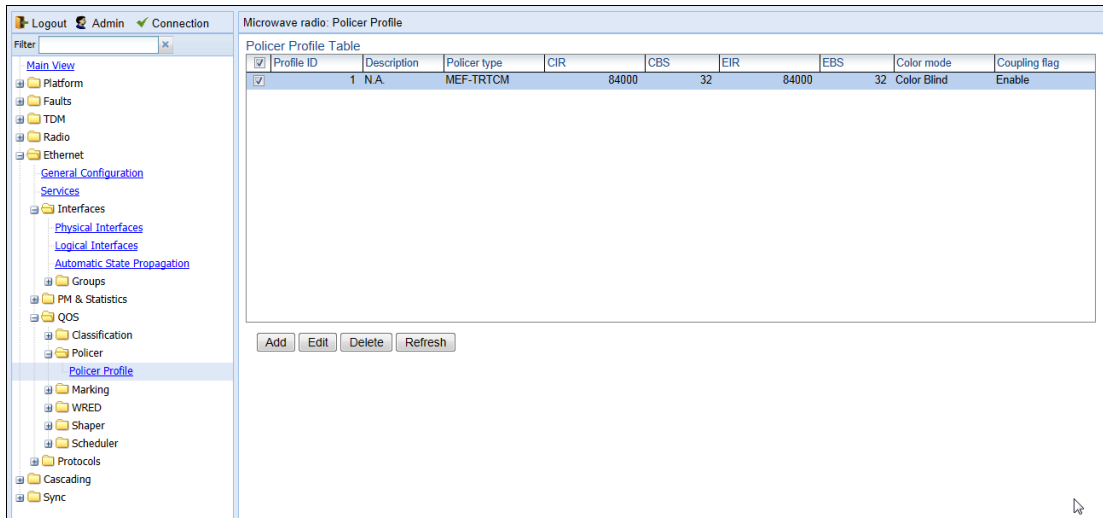 Logout Admin Connection
Microwave radio: Policer Profile
Filter
Main View
Platform
Faults
TDM
Radio
Ethernet
General Configuration
Services
Interfaces
Physical Interfaces
Logical Interfaces
Automatic State Propagation
Groups
PM & Statistics
QOS
Classification
Policer
Policer Profile
Marking
WRED
Shaper
Scheduler
Protocols
Cascading
Sync
Policer Profile Table
Profile ID Description Policer type CIR CBS EIR EBS Color mode Coupling flag
1 N.A. MEF-TRTCM 84000 32 84000 32 Color Blind Enable
Add Edit Delete Refresh